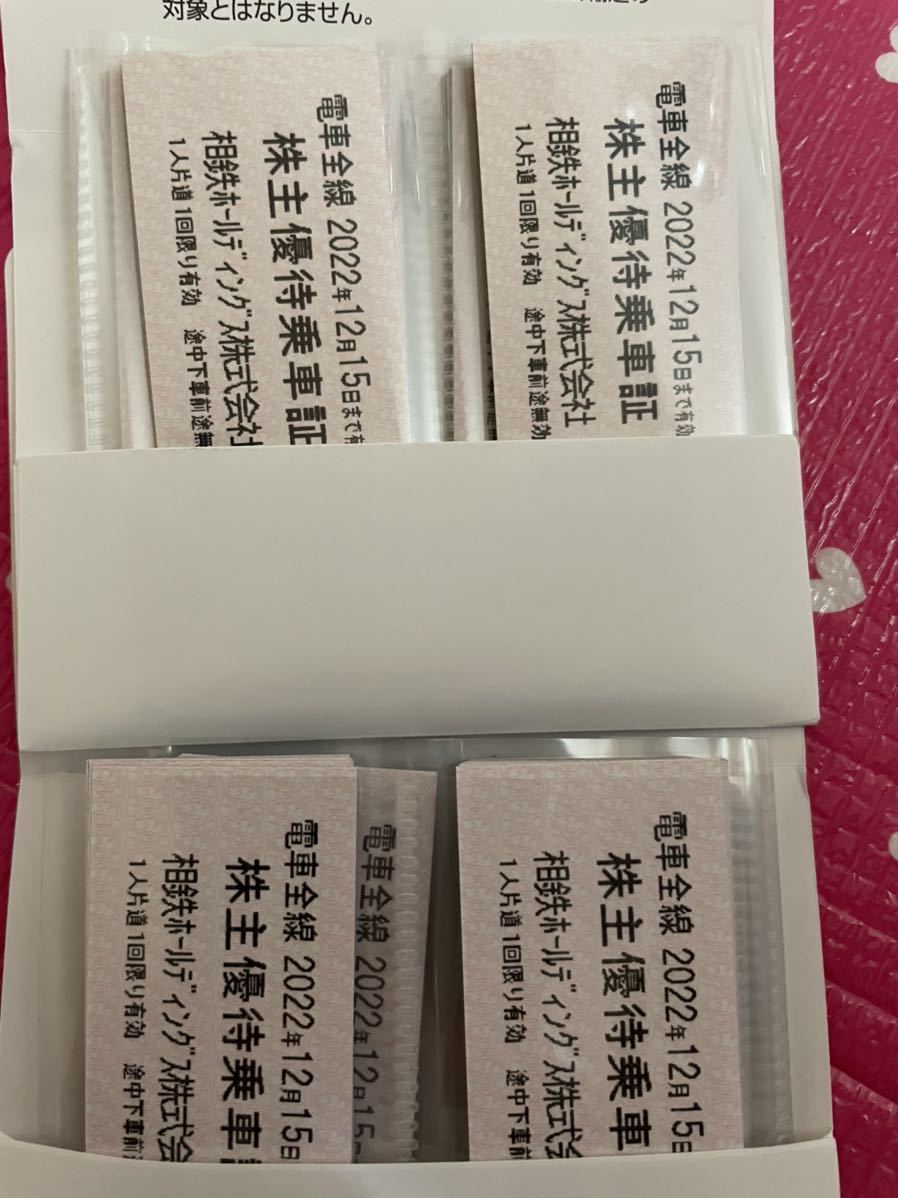 対象とはなりません。
電車全線 2022年12月15日まで有
株主優待乗車証
相鉄ホールディングス株式会社
1人片道1回限り有効 途中下車前途無
電車全線 2022年12月15日まで有効
株主優待乗車証
相鉄ホールディングス株式会社
1人片道1回限り有効 途中下車前途無効
電車全線 2022年12月15日
株主優待乗車
相鉄ホールディングス株式会
1人片道1回限り有効 途中下車前
電車全線 2022年12月15
電車全線 2022年12月15日
株主優待乗車
相鉄ホールディングス株式会
1人片道1回限り有効 途中下車前